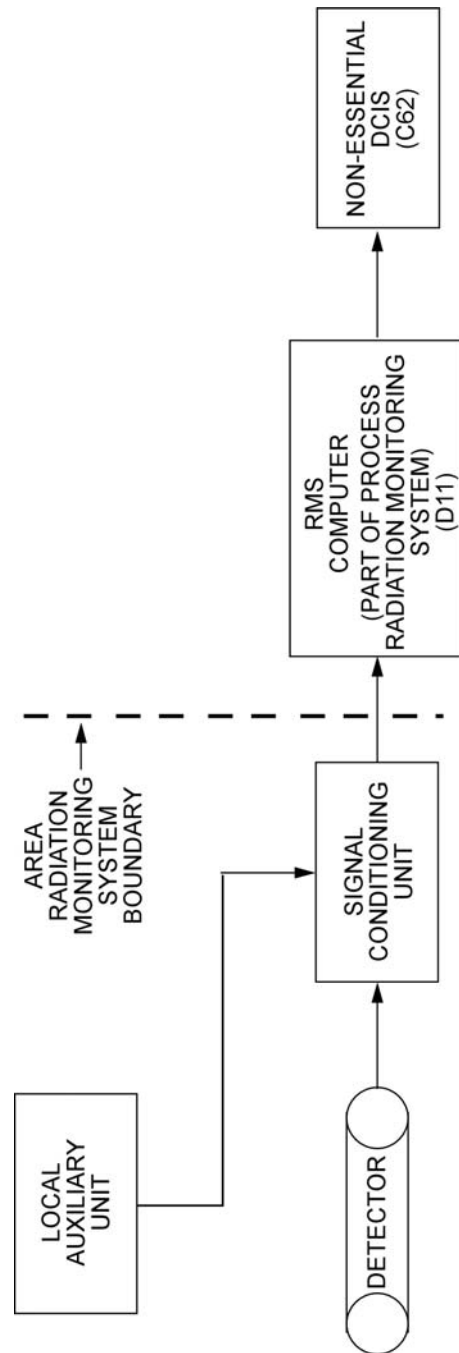 LOCAL
AUXILIARY
UNIT
AREA
RADIATION
MONITORING
SYSTEM
BOUNDARY
DETECTOR
SIGNAL
CONDITIONING
UNIT
RMS
COMPUTER
(PART OF PROCESS
RADIATION MONITORING
SYSTEM)
(D11)
NON-ESSENTIAL
DCIS
(C62)